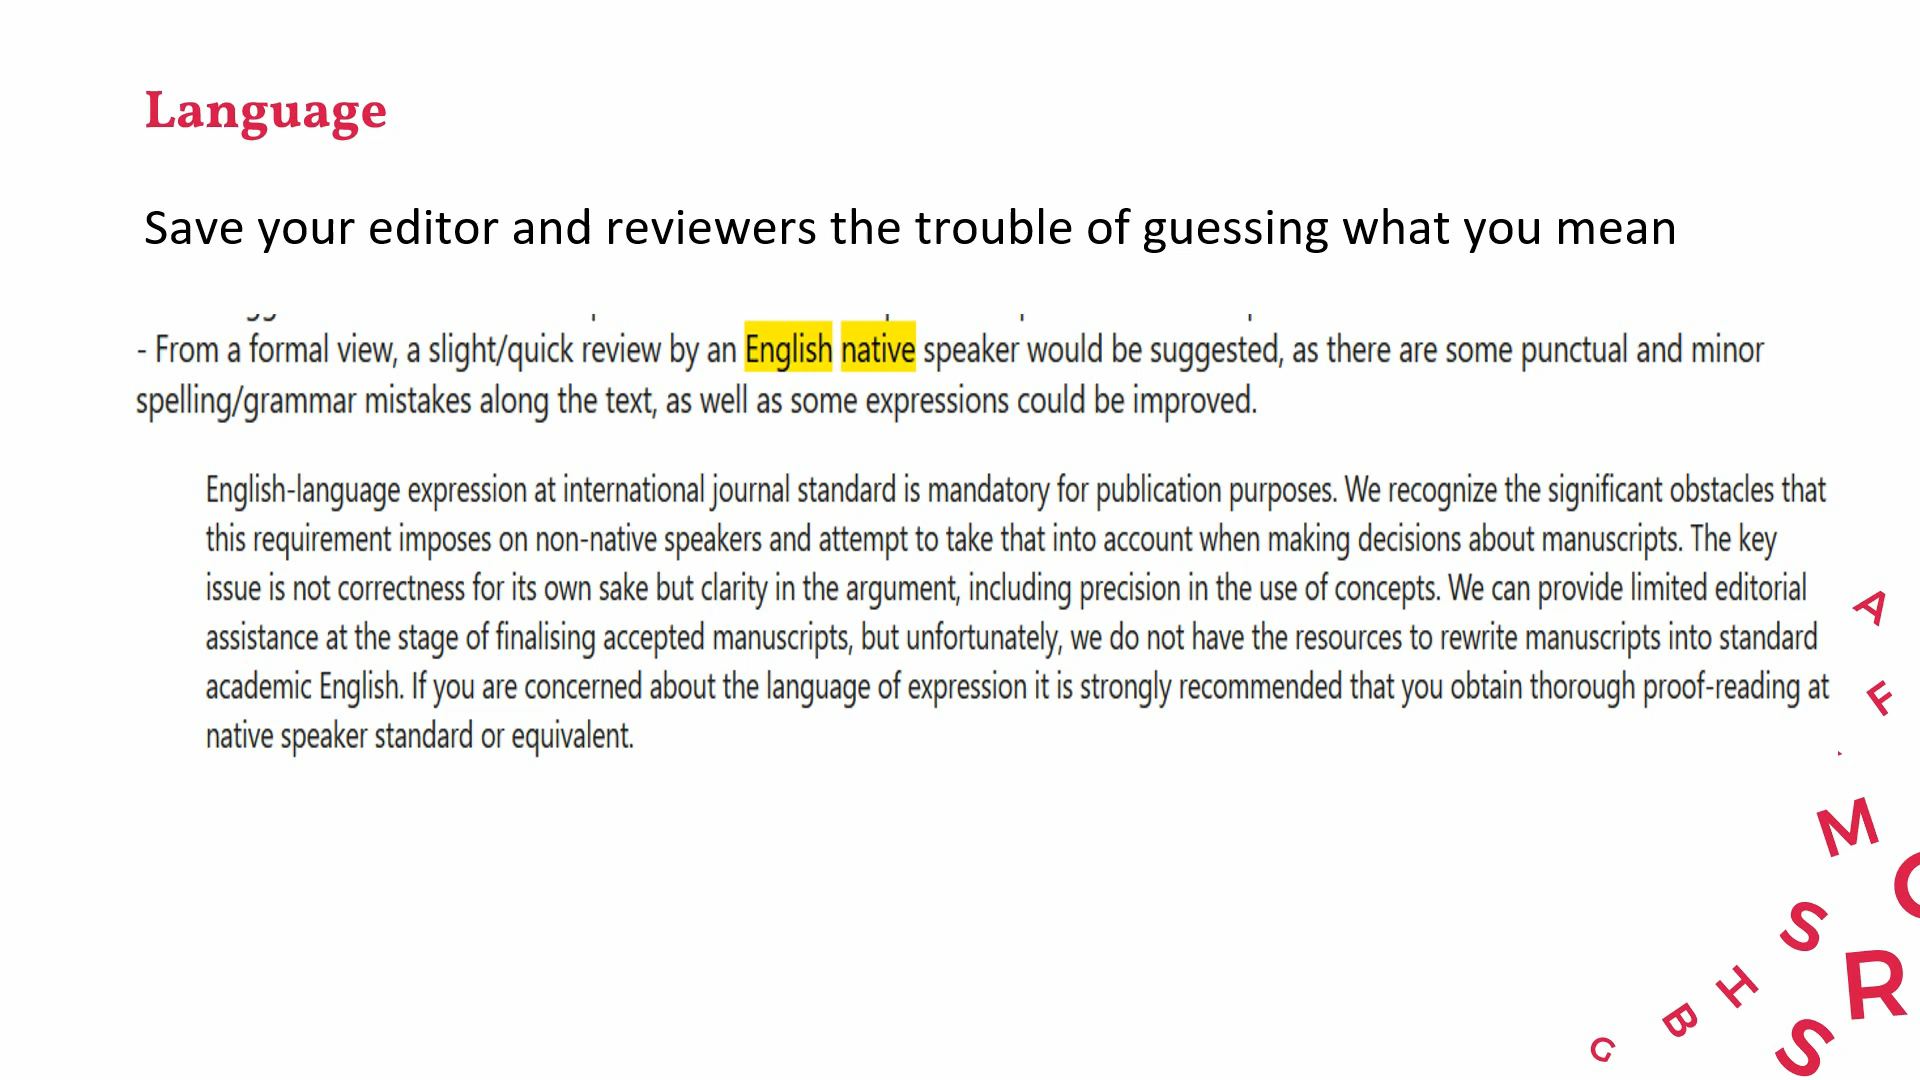 Language
Save your editor and reviewers the trouble of guessing what you mean
- From a formal view, a slight/quick review by an English native speaker would be suggested, as there are some punctual and minor
spelling/grammar mistakes along the text, as well as some expressions could be improved.
English-language expression at international journal standard is mandatory for publication purposes. We recognize the significant obstacles that
this requirement imposes on non-native speakers and attempt to take that into account when making decisions about manuscripts. The key
issue is not correctness for its own sake but clarity in the argument, including precision in the use of concepts. We can provide limited editorial
assistance at the stage of finalising accepted manuscripts, but unfortunately, we do not have the resources to rewrite manuscripts into standard
academic English. If you are concerned about the language of expression it is strongly recommended that you obtain thorough proof-reading at
native speaker standard or equivalent.
A
F
M
S
R
H
B
S
C